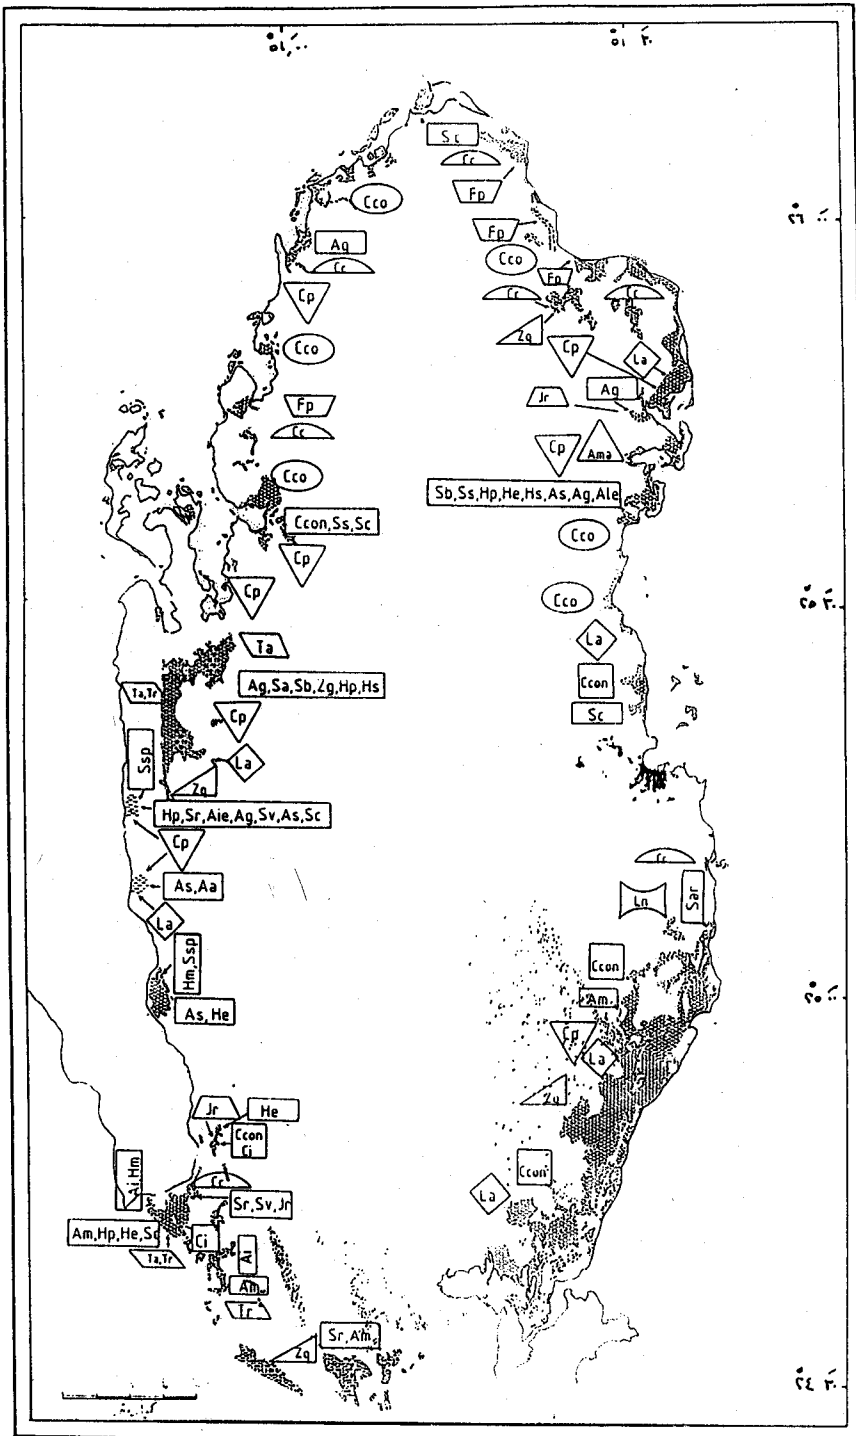 Cc
Fp
Cco
Fp
Ag
Cco
Cc
Fp
Cp
Cc
Cc
Zq
Cco
Cp
La
Ag
Fp
Jr
Cc
Cp
Ama
Cco
Sb,Ss,Hp,He,Hs,As,Ag,Ale
Ccon,Ss,Sc
Cco
Cp
Cp
Cco
Ta
La
Ag,Sa,Sb,Zg,Hp,Hs
Ccon
Ta,Tr
Cp
Sc
Ssp
La
Zq
Hp,Sr,Aie,Ag,Sv,As,Sc
Cp
As,Aa
Ln
Sar
La
Hm,Ssp
Ccon
As,He
Am
Cp
La
Jr
He
Ccon
Ci
Ccon
Ai,Hm
La
Sr,Sv,Jr
Am,Hp,He,Sc
Ci
Ai
Ta,Tr
Am
Tr
Sr,Am
Zq